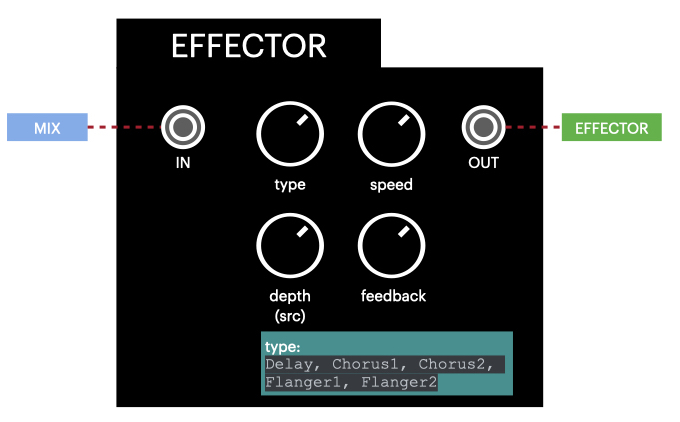 EFFECTOR
MIX
EFFECTOR
IN
OUT
type
speed
depth
(src)
feedback
type:
Delay, Chorus1, Chorus2,
Flanger1, Flanger2